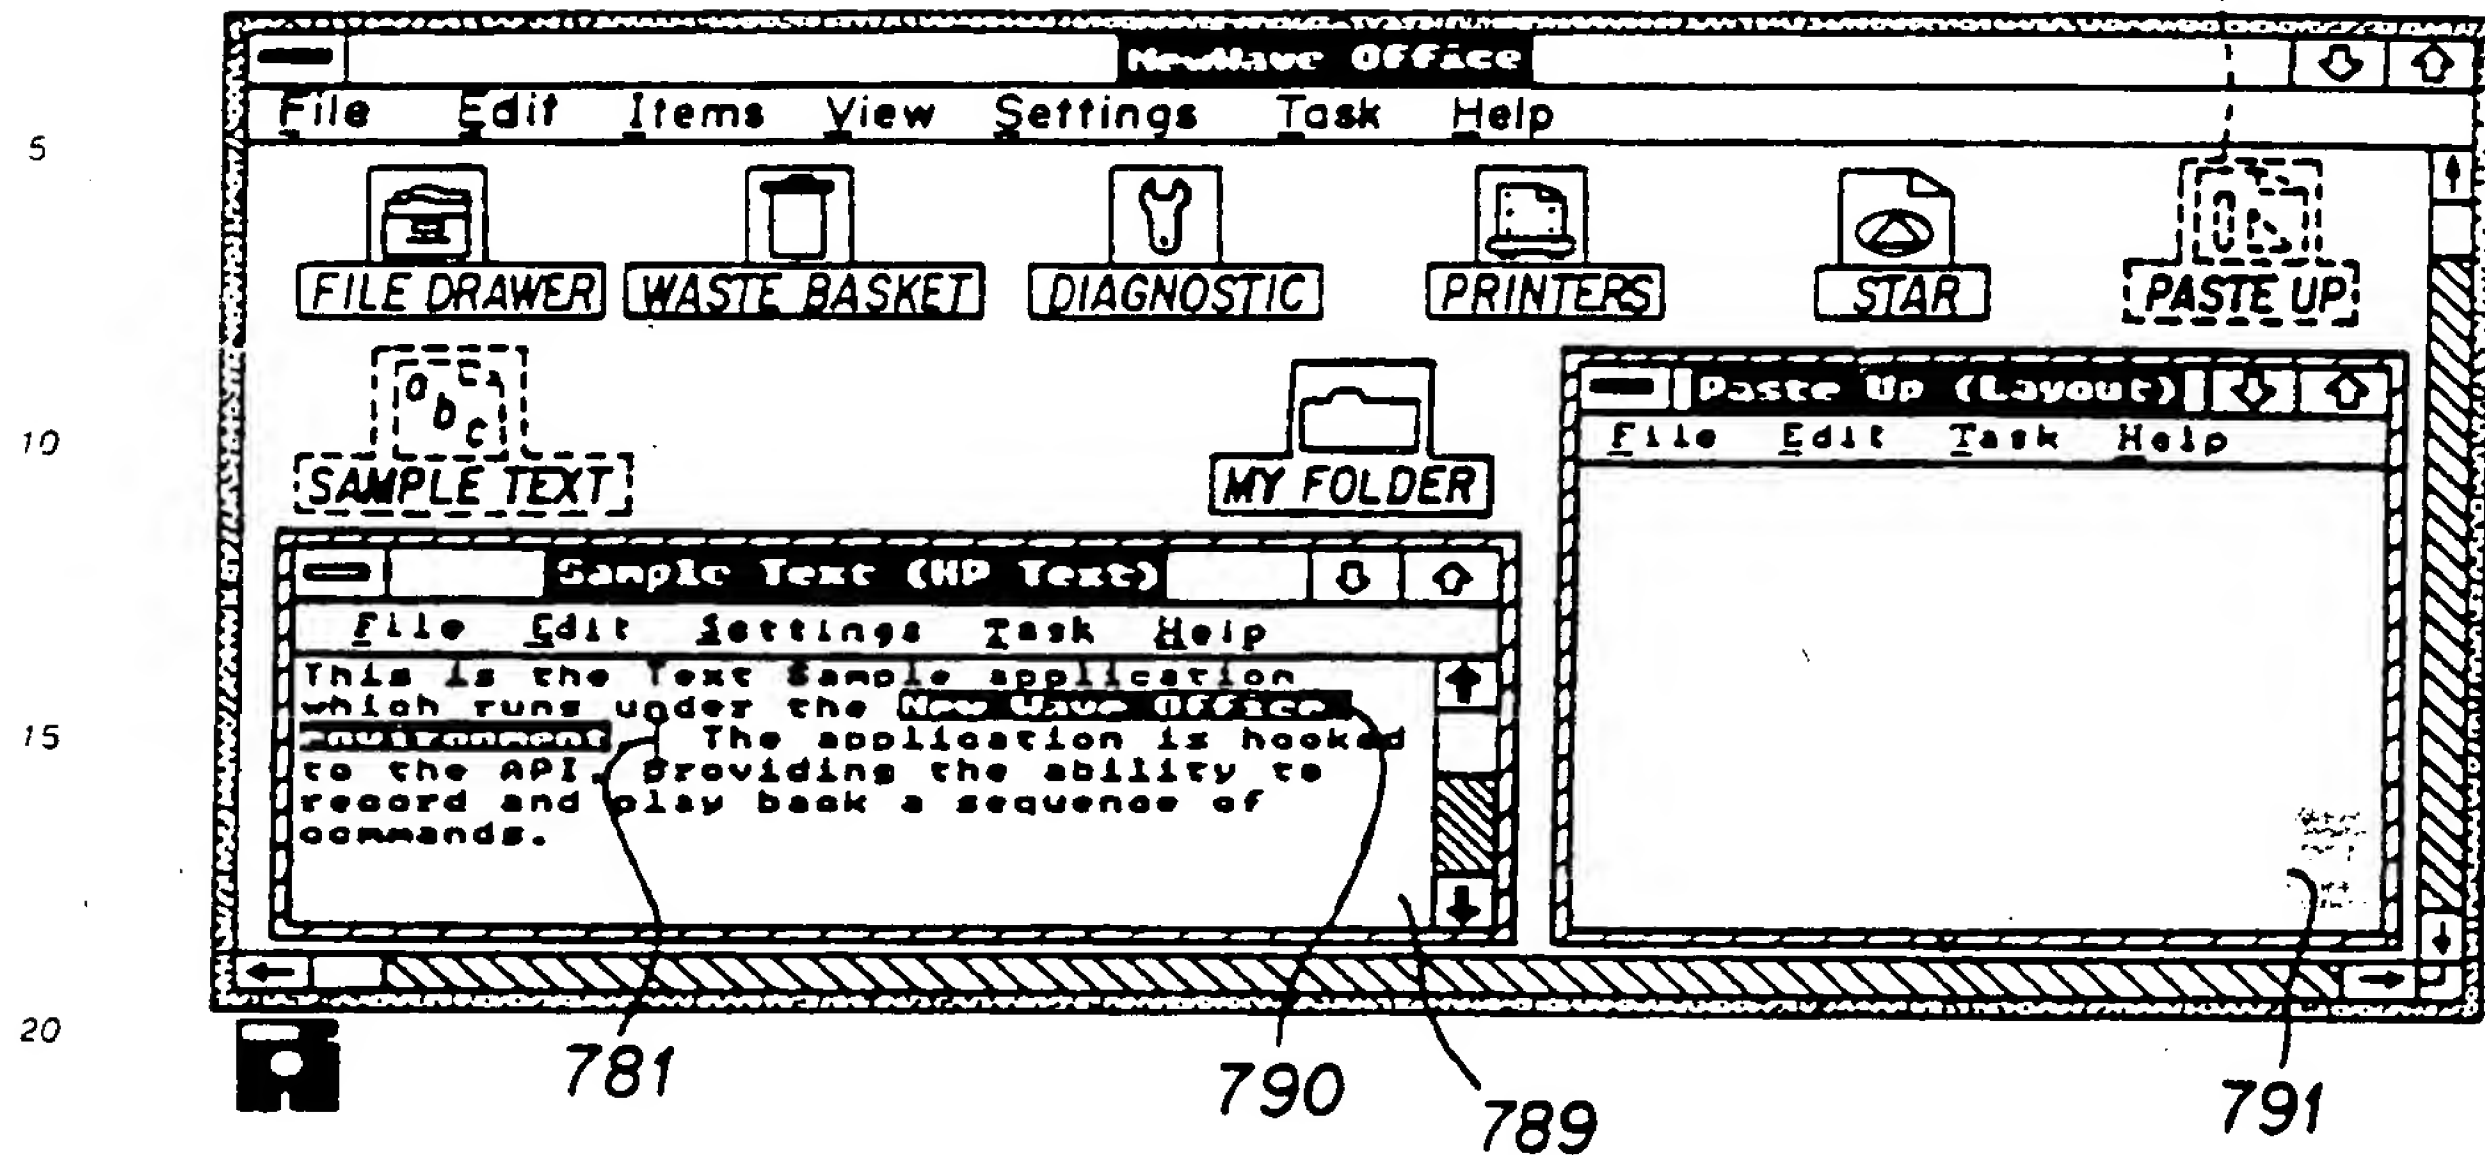 NewWave Office
File Edit Items View Settings Task Help
5
FILE DRAWER WASTE BASKET DIAGNOSTIC PRINTERS STAR PASTE UP
abc
Paste Up (Layout)
10
File Edit Task Help
SAMPLE TEXT MY FOLDER
Sample Text (HP Text)
File Edit Settings Task Help
This is the Text Sample application
which runs under the New Wave Office
15
environment. The application is hooked
to the API, providing the ability to
record and play back a sequence of
commands.
20
781
790
789
791